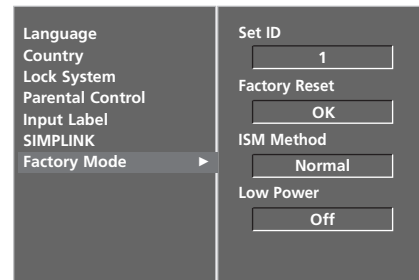 Language
Country
Lock System
Parental Control
Input Label
SIMPLINK
Factory Mode ►
Set ID
1
Factory Reset
OK
ISM Method
Normal
Low Power
Off